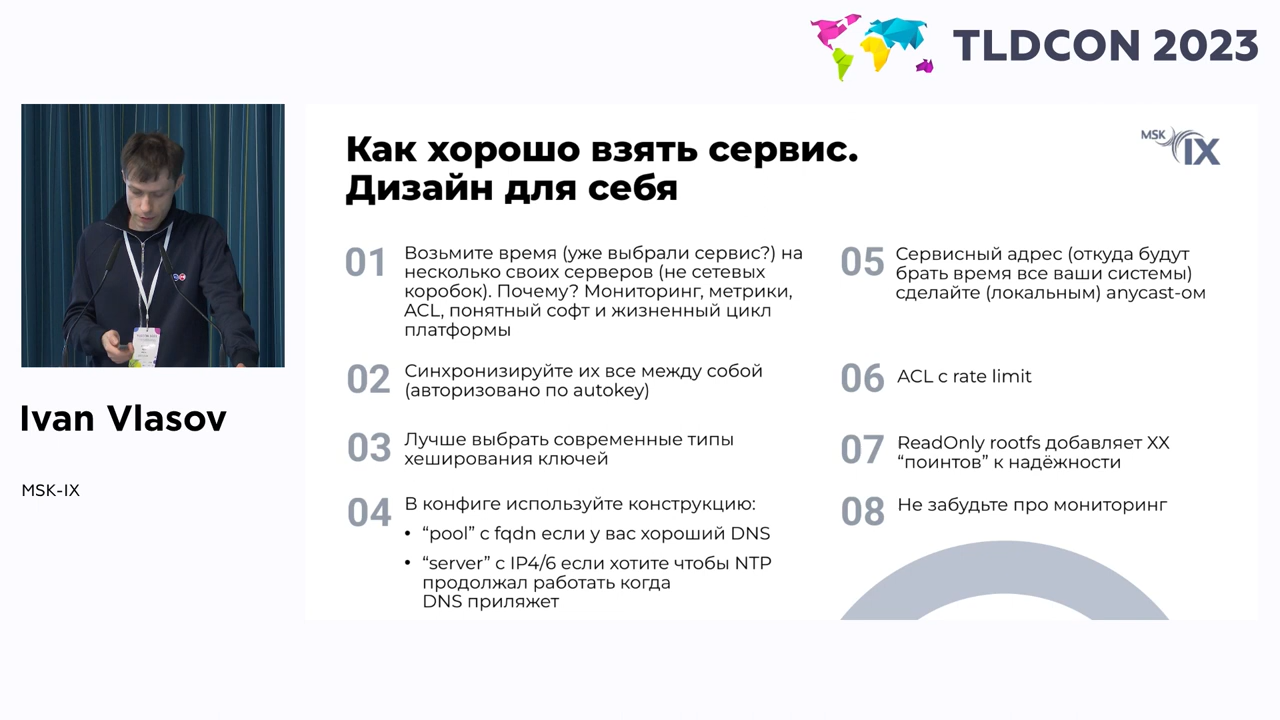 TLDCON 2023
Как хорошо взять сервис.
Дизайн для себя
MSK
IX
01
Возьмите время (уже выбрали сервис?) на
несколько своих серверов (не сетевых
коробок). Почему? Мониторинг, метрики,
ACL, понятный софт и жизненный цикл
платформы
02
Синхронизируйте их все между собой
(авторизовано по autokey)
03
Лучше выбрать современные типы
хеширования ключей
04
В конфиге используйте конструкцию:
• “pool” с fqdn если у вас хороший DNS
• “server” с IP4/6 если хотите чтобы NTP
продолжал работать когда
DNS приляжет
05
Сервисный адрес (откуда будут
брать время все ваши системы)
сделайте (локальным) anycast-ом
06
ACL с rate limit
07
ReadOnly rootfs добавляет XX
“поинтов” к надёжности
08
Не забудьте про мониторинг
Ivan Vlasov
MSK-IX